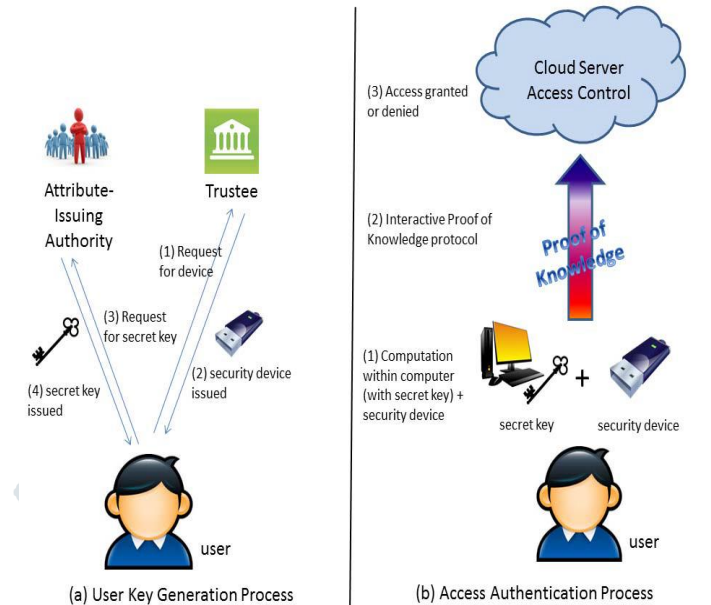 Attribute-
Issuing
Authority
Trustee
(1) Request
for device
(3) Request
for secret key
(2) security device
issued
(4) secret key
issued
user
(a) User Key Generation Process
Cloud Server
Access Control
(3) Access granted
or denied
(2) Interactive Proof of
Knowledge protocol
Proof of
Knowledge
(1) Computation
within computer
(with secret key) +
security device
+
secret key
security device
user
(b) Access Authentication Process